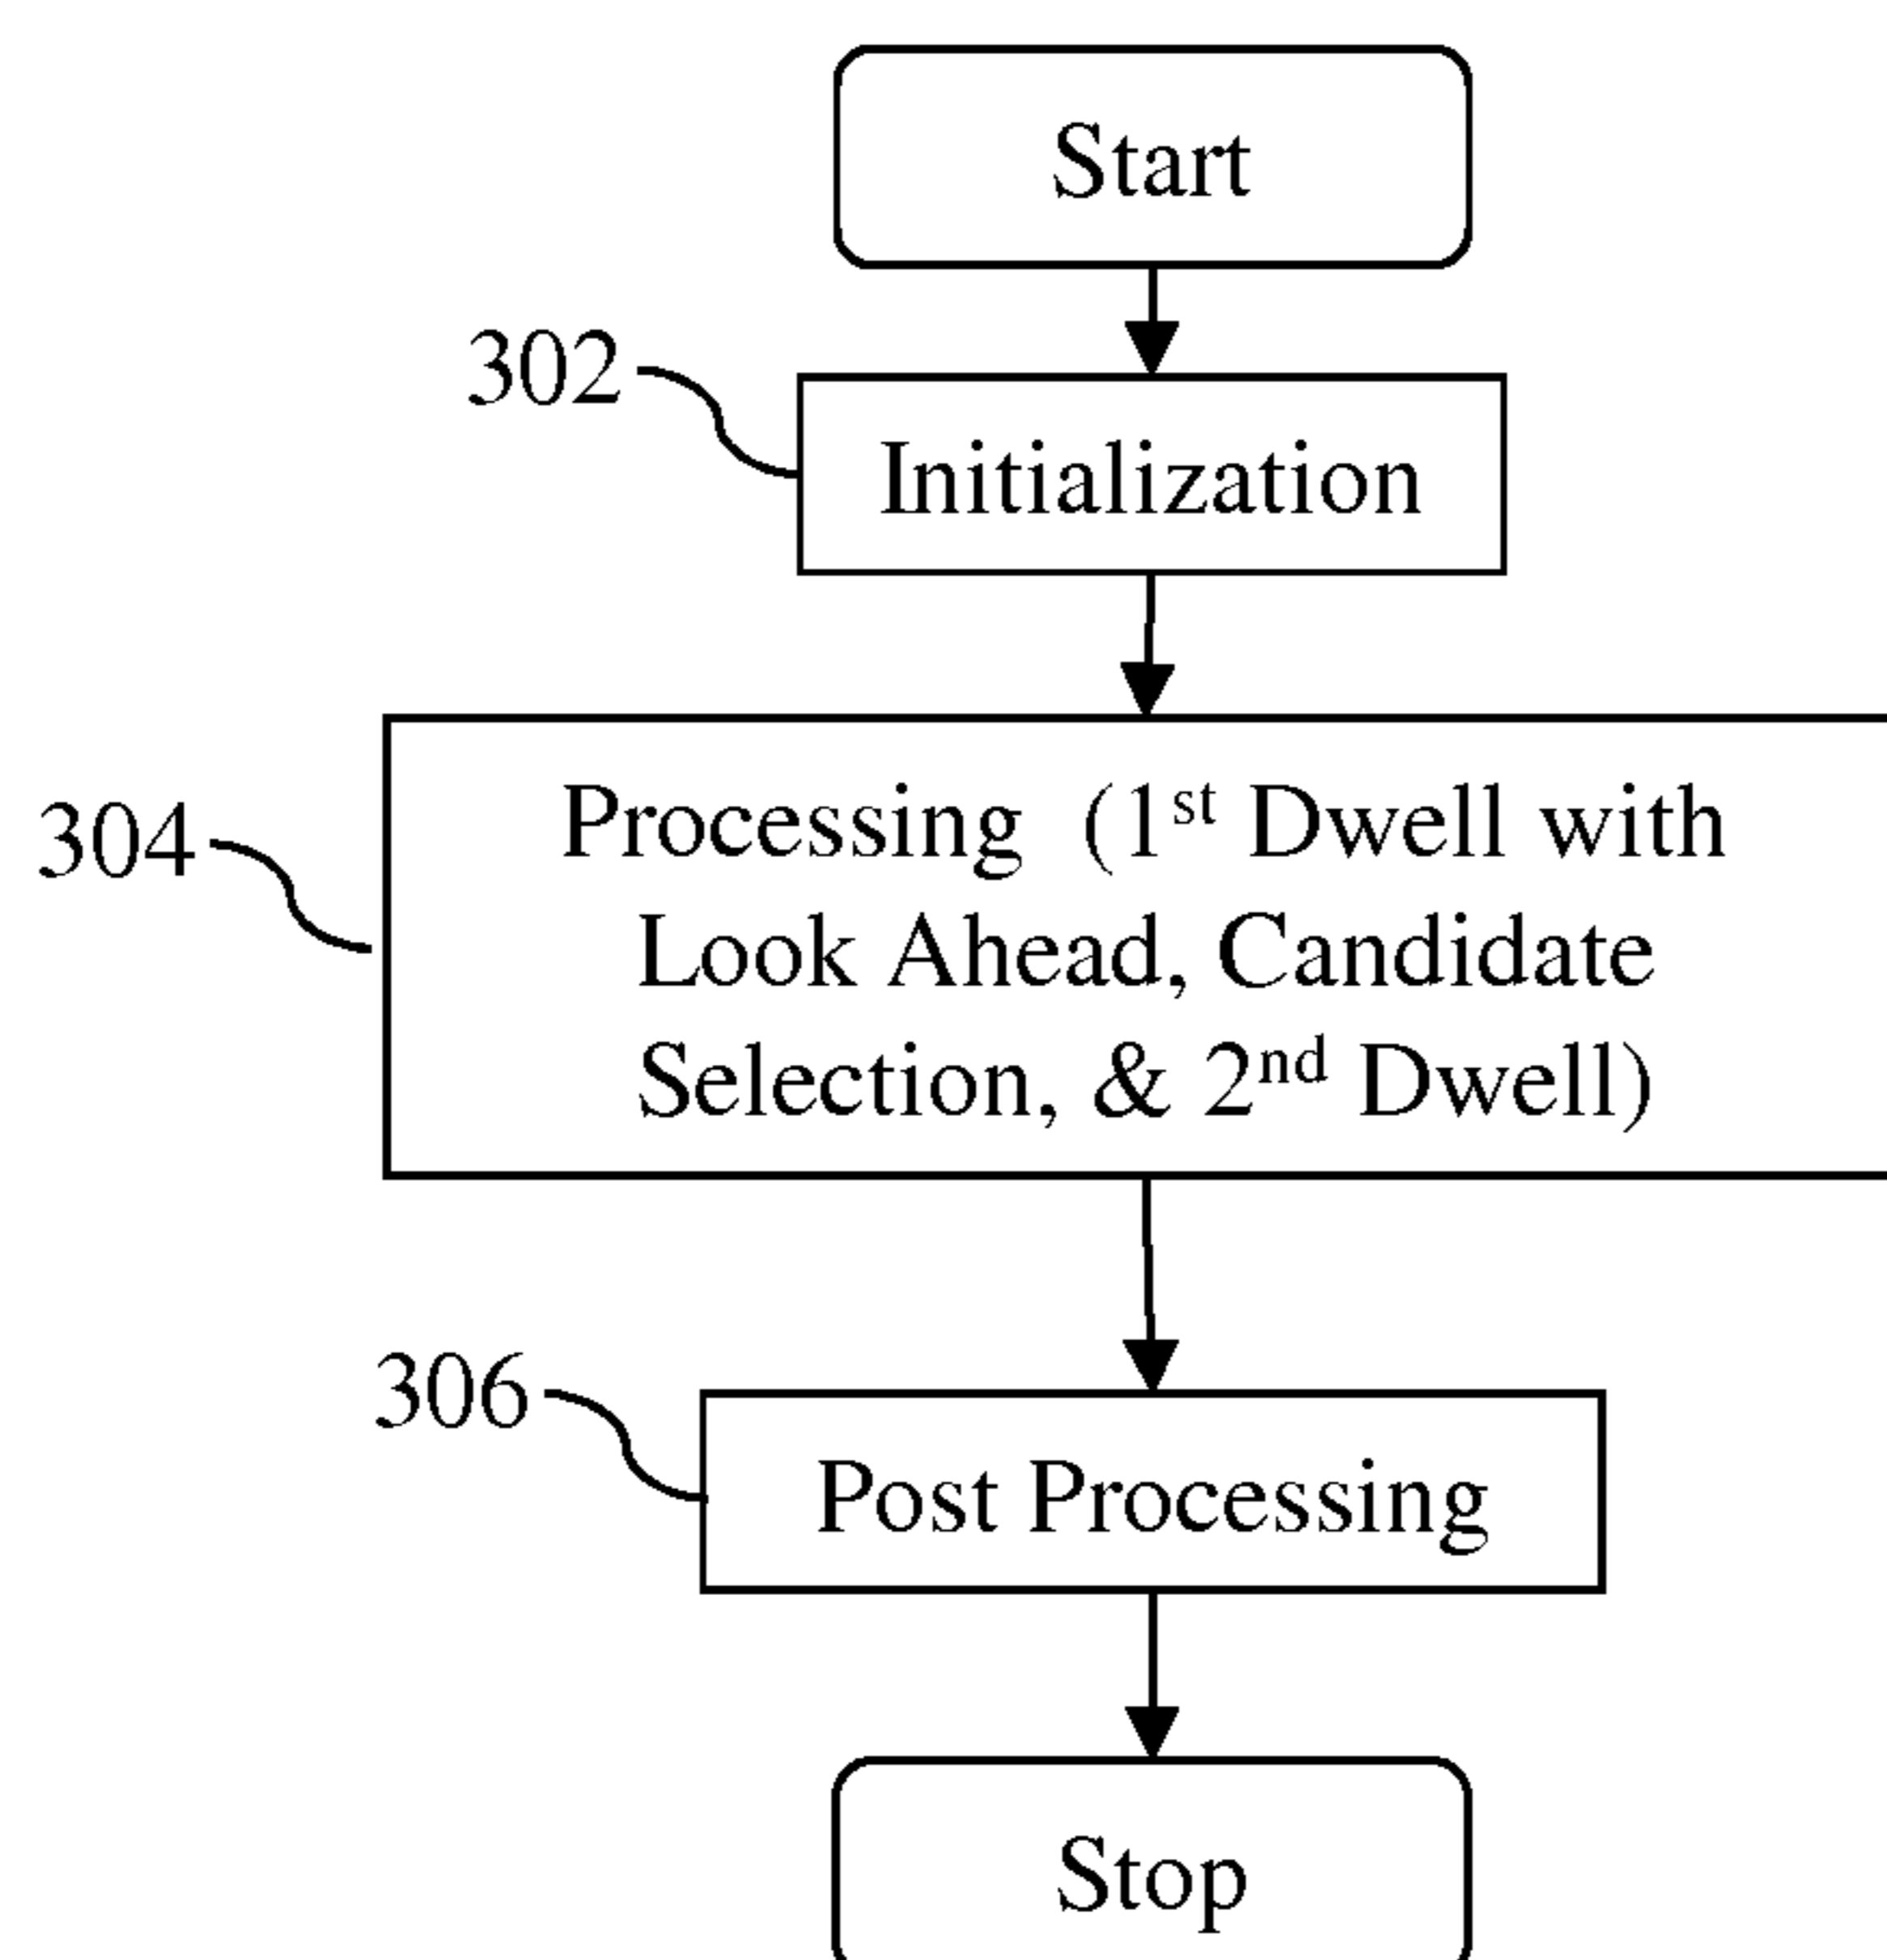 Start
302
Initialization
304
Processing (1st Dwell with
Look Ahead, Candidate
Selection, & 2nd Dwell)
306
Post Processing
Stop